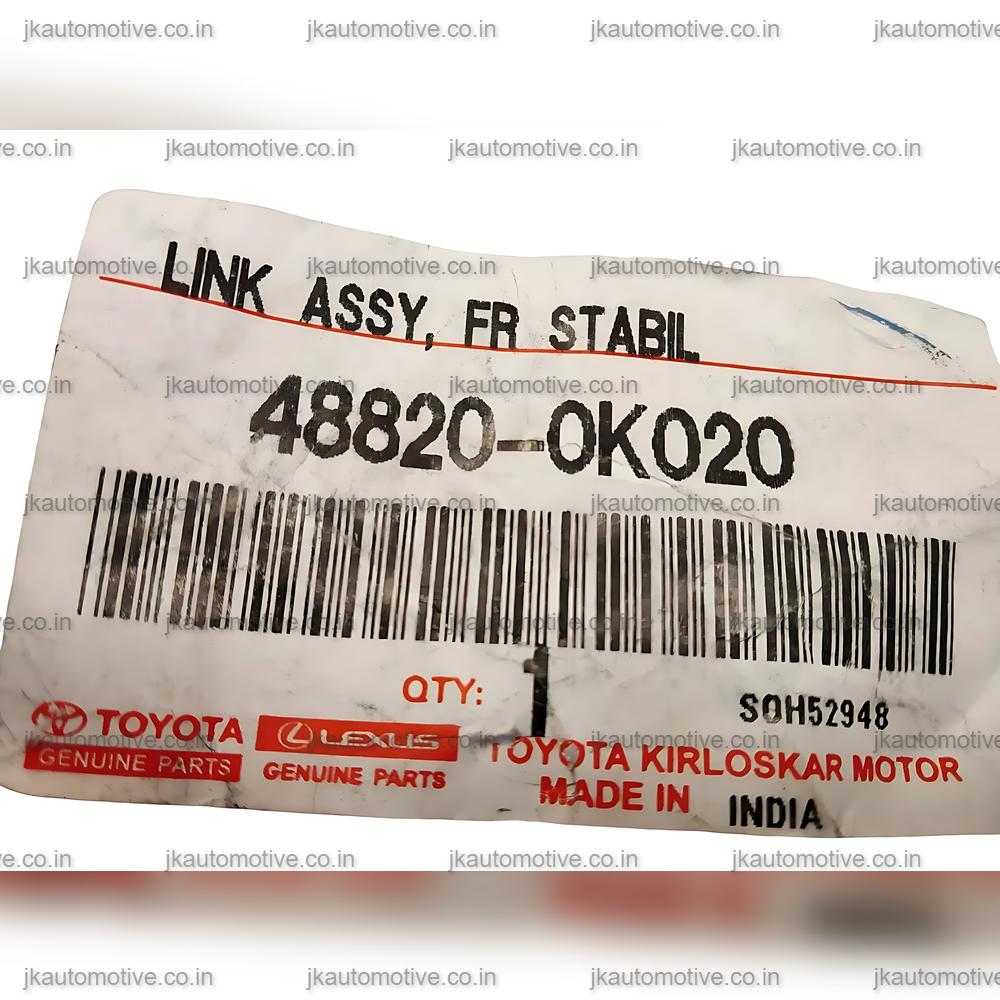 jkautomotive.co.in
LINK ASSY, FR STABIL
48820-0K020
QTY: 1
S0H52948
TOYOTA
GENUINE PARTS
LEXUS
GENUINE PARTS
TOYOTA KIRLOSKAR MOTOR
MADE IN INDIA